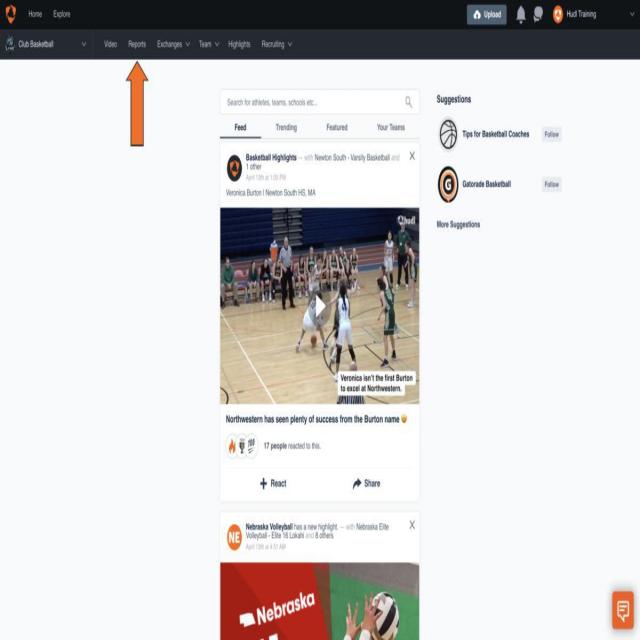 Home Explore Upload Hudl Training
Club Basketball Video Reports Exchanges Team Highlights Recruiting
Search for athletes, teams, schools etc...
Feed Trending Featured Your Teams
Basketball Highlights — with Newton South - Varsity Basketball and
1 other
April 13th at 1:00 PM
Veronica Burton | Newton South HS, MA
hudl
Veronica isn't the first Burton
to excel at Northwestern.
Northwestern has seen plenty of success from the Burton name
17 people reacted to this.
React Share
NE
Nebraska Volleyball has a new highlight. — with Nebraska Elite
Volleyball - Elite 16 Lokahi and 8 others
April 13th at 4:51 AM
Nebraska
Suggestions
Tips for Basketball Coaches Follow
G
Gatorade Basketball Follow
More Suggestions